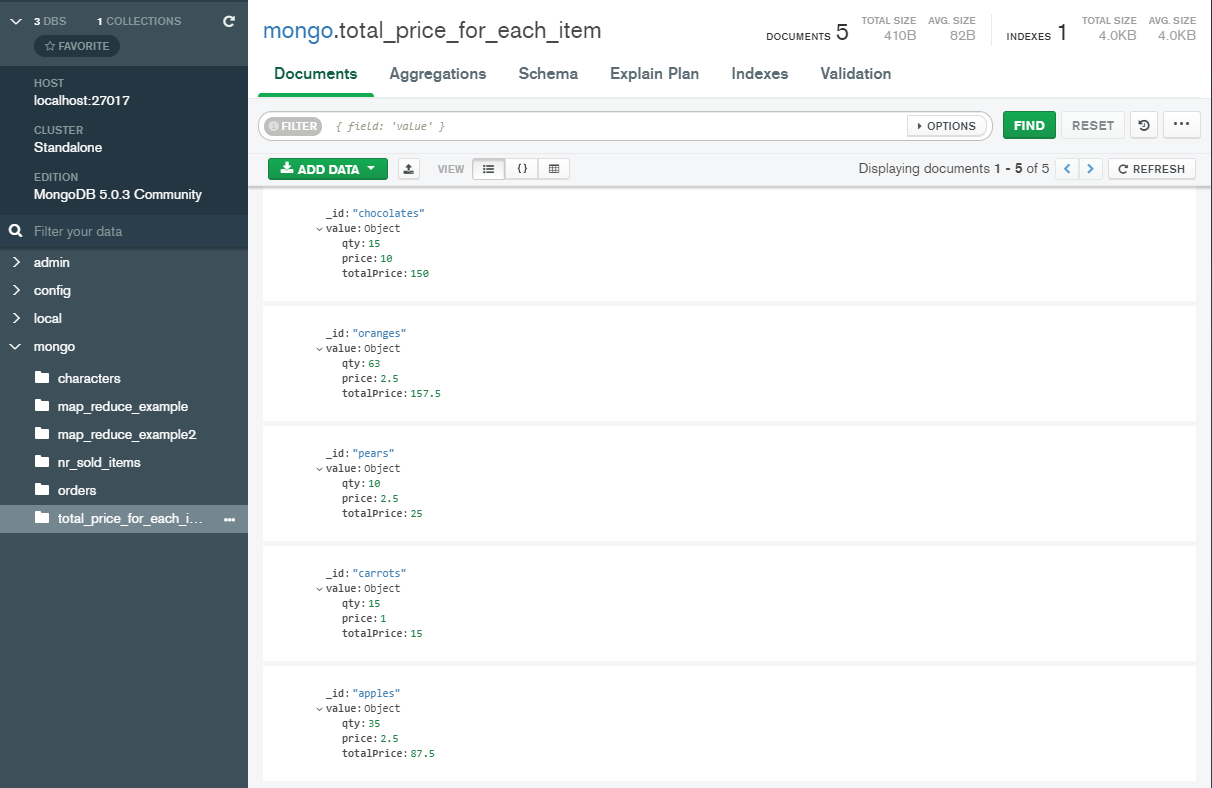 3 DBS 1 COLLECTIONS
FAVORITE
HOST
localhost:27017
CLUSTER
Standalone
EDITION
MongoDB 5.0.3 Community
Filter your data
admin
config
local
mongo
characters
map_reduce_example
map_reduce_example2
nr_sold_items
orders
total_price_for_each_i...
mongo.total_price_for_each_item
DOCUMENTS 5 TOTAL SIZE 410B AVG. SIZE 82B INDEXES 1 TOTAL SIZE 4.0KB AVG. SIZE 4.0KB
Documents Aggregations Schema Explain Plan Indexes Validation
FILTER { field: 'value' } OPTIONS FIND RESET
ADD DATA VIEW { } Displaying documents 1 - 5 of 5 REFRESH
_id: "chocolates"
value: Object
qty: 15
price: 10
totalPrice: 150
_id: "oranges"
value: Object
qty: 63
price: 2.5
totalPrice: 157.5
_id: "pears"
value: Object
qty: 10
price: 2.5
totalPrice: 25
_id: "carrots"
value: Object
qty: 15
price: 1
totalPrice: 15
_id: "apples"
value: Object
qty: 35
price: 2.5
totalPrice: 87.5